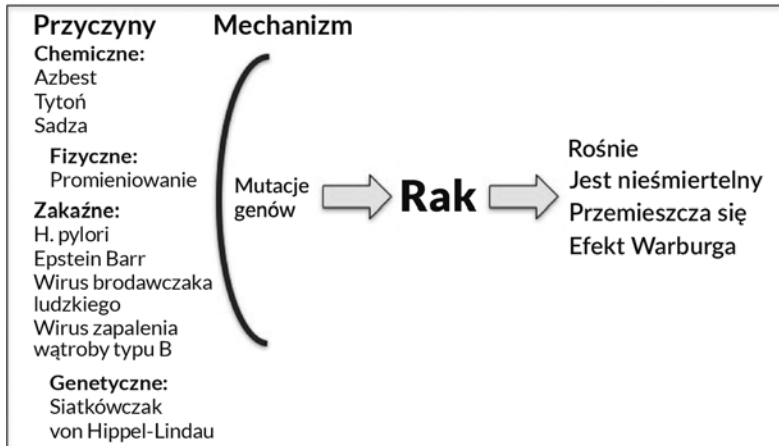 Przyczyny
Chemiczne:
Azbest
Tytoń
Sadza
Fizyczne:
Promieniowanie
Zakaźne:
H. pylori
Epstein Barr
Wirus brodawczaka
ludzkiego
Wirus zapalenia
wątroby typu B
Genetyczne:
Siatkówczak
von Hippel-Lindau
Mechanizm
Mutacje
genów
Rak
Rośnie
Jest nieśmiertelny
Przemieszcza się
Efekt Warburga